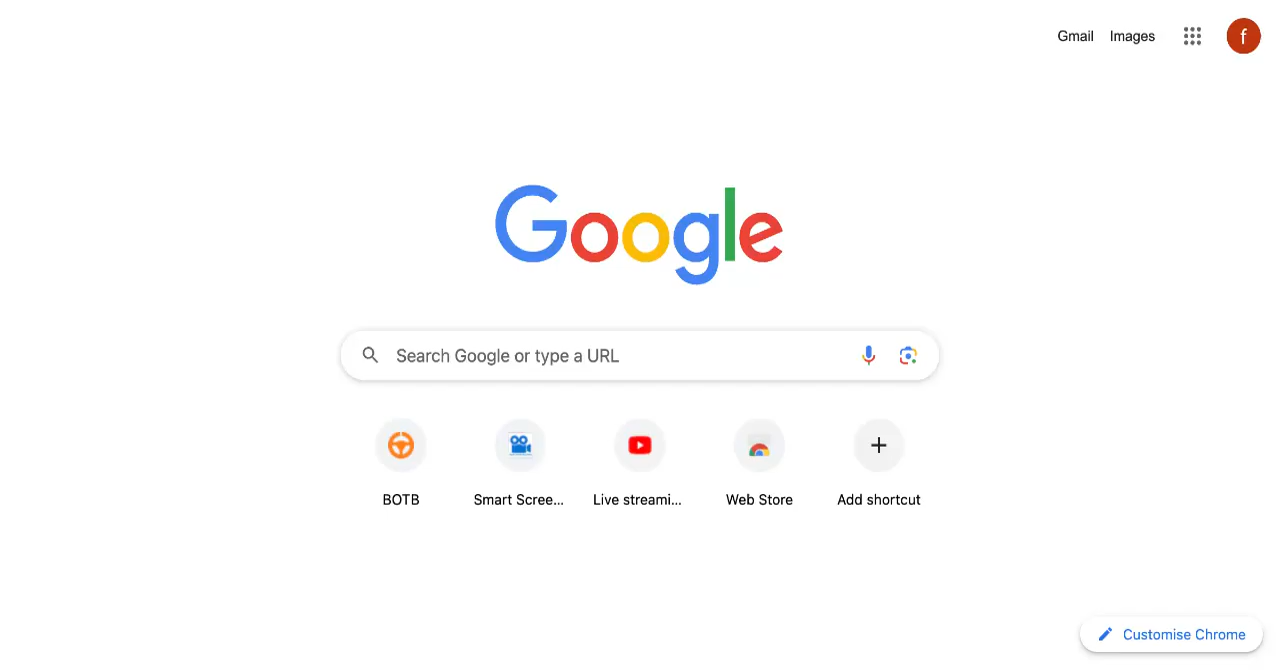 Gmail Images
f
Google
Search Google or type a URL
BOTB
Smart Scree...
Live streami...
Web Store
Add shortcut
Customise Chrome